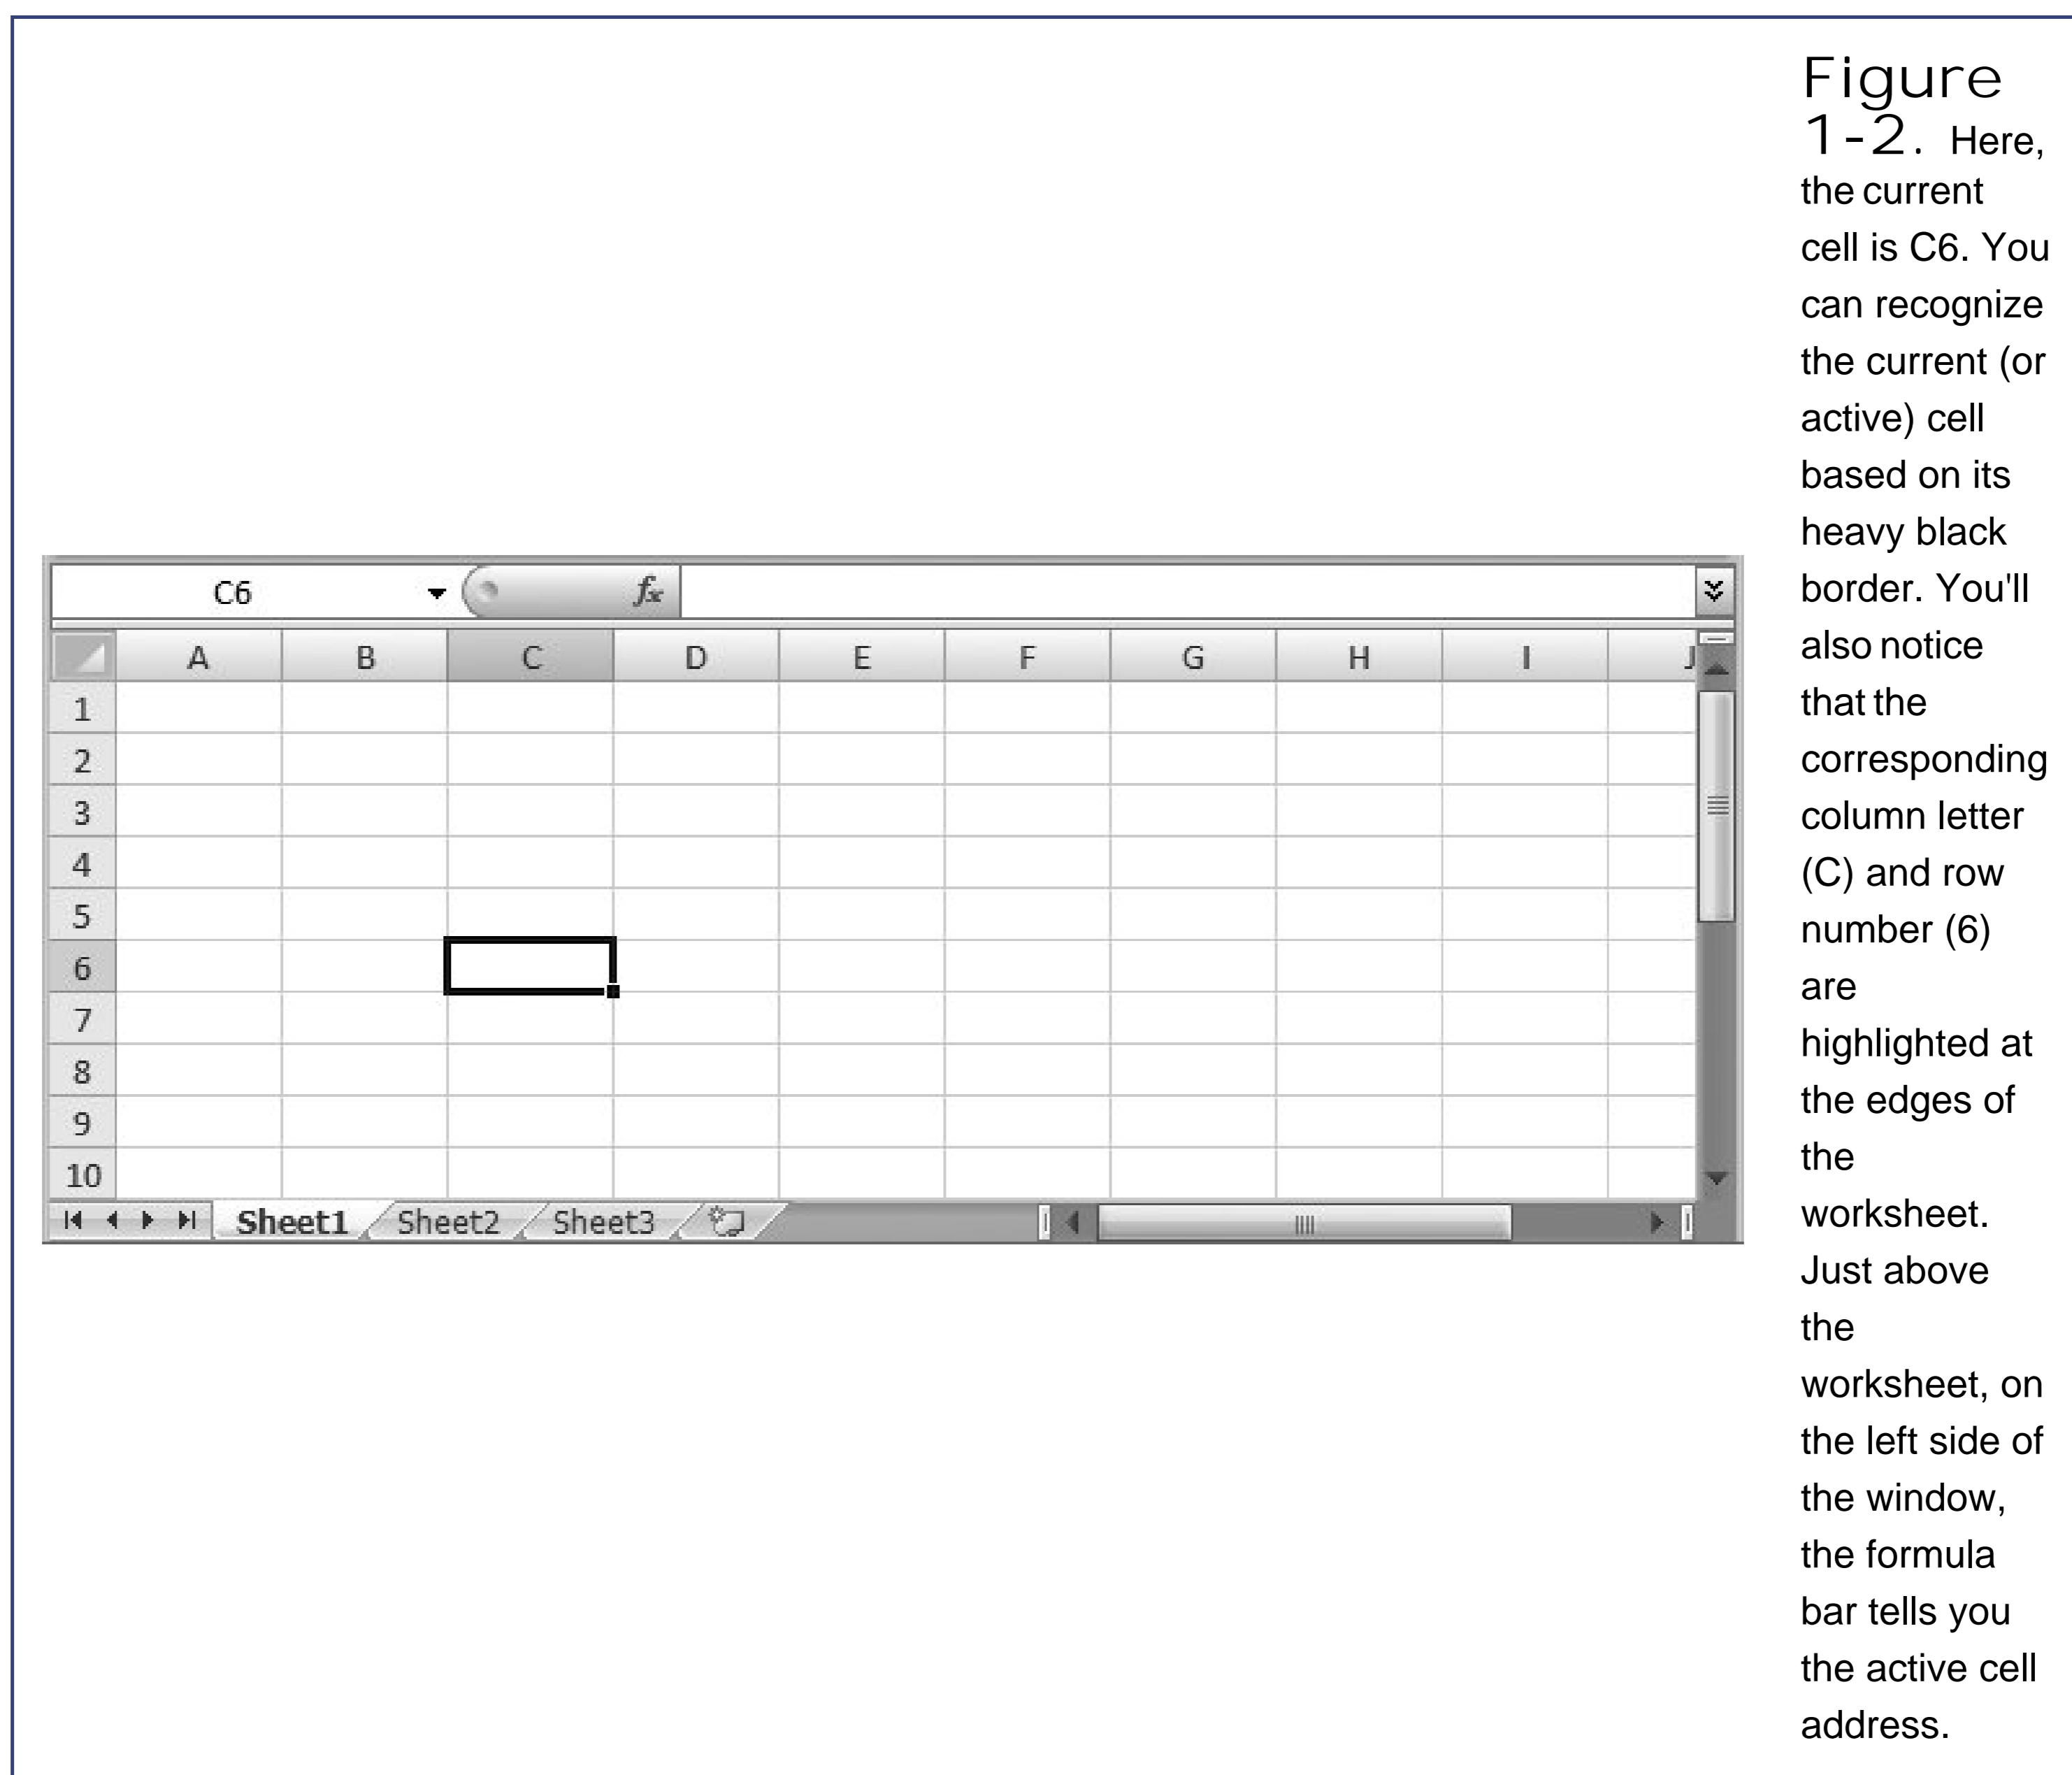 Figure
1-2. Here,
the current
cell is C6. You
can recognize
the current (or
active) cell
based on its
heavy black
border. You'll
also notice
that the
corresponding
column letter
(C) and row
number (6)
are
highlighted at
the edges of
the
worksheet.
Just above
the
worksheet, on
the left side of
the window,
the formula
bar tells you
the active cell
address.
C6 fx
A B C D E F G H I J
1
2
3
4
5
6
7
8
9
10
Sheet1 Sheet2 Sheet3